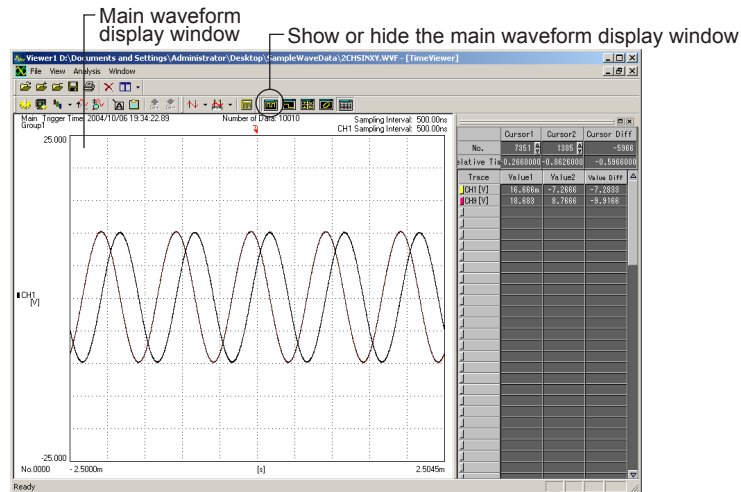 Main waveform
display window
Show or hide the main waveform display window
Viewer1 D:\Documents and Settings\Administrator\Desktop\SampleWaveData\2CHSINXY.WVF - [TimeViewer]
File View Analysis Window
Main Trigger Time: 2004/10/06 19:34:22.89 Number of Data: 10010 Sampling Interval: 500.00ns
Group1 CH1 Sampling Interval: 500.00ns
25.000
CH1
[V]
-25.000
No.0000 -2.5000m [s] 2.5045m
Cursor1 Cursor2 Cursor Diff
No. 7351 1385 -5966
elative Tim -0.2660000 -0.8626000 -0.5966000
Trace Value1 Value2 Value Diff
CH1[V] 16.666m -7.2666 -7.2833
CH9[V] 18.683 8.7666 -9.9166
Ready